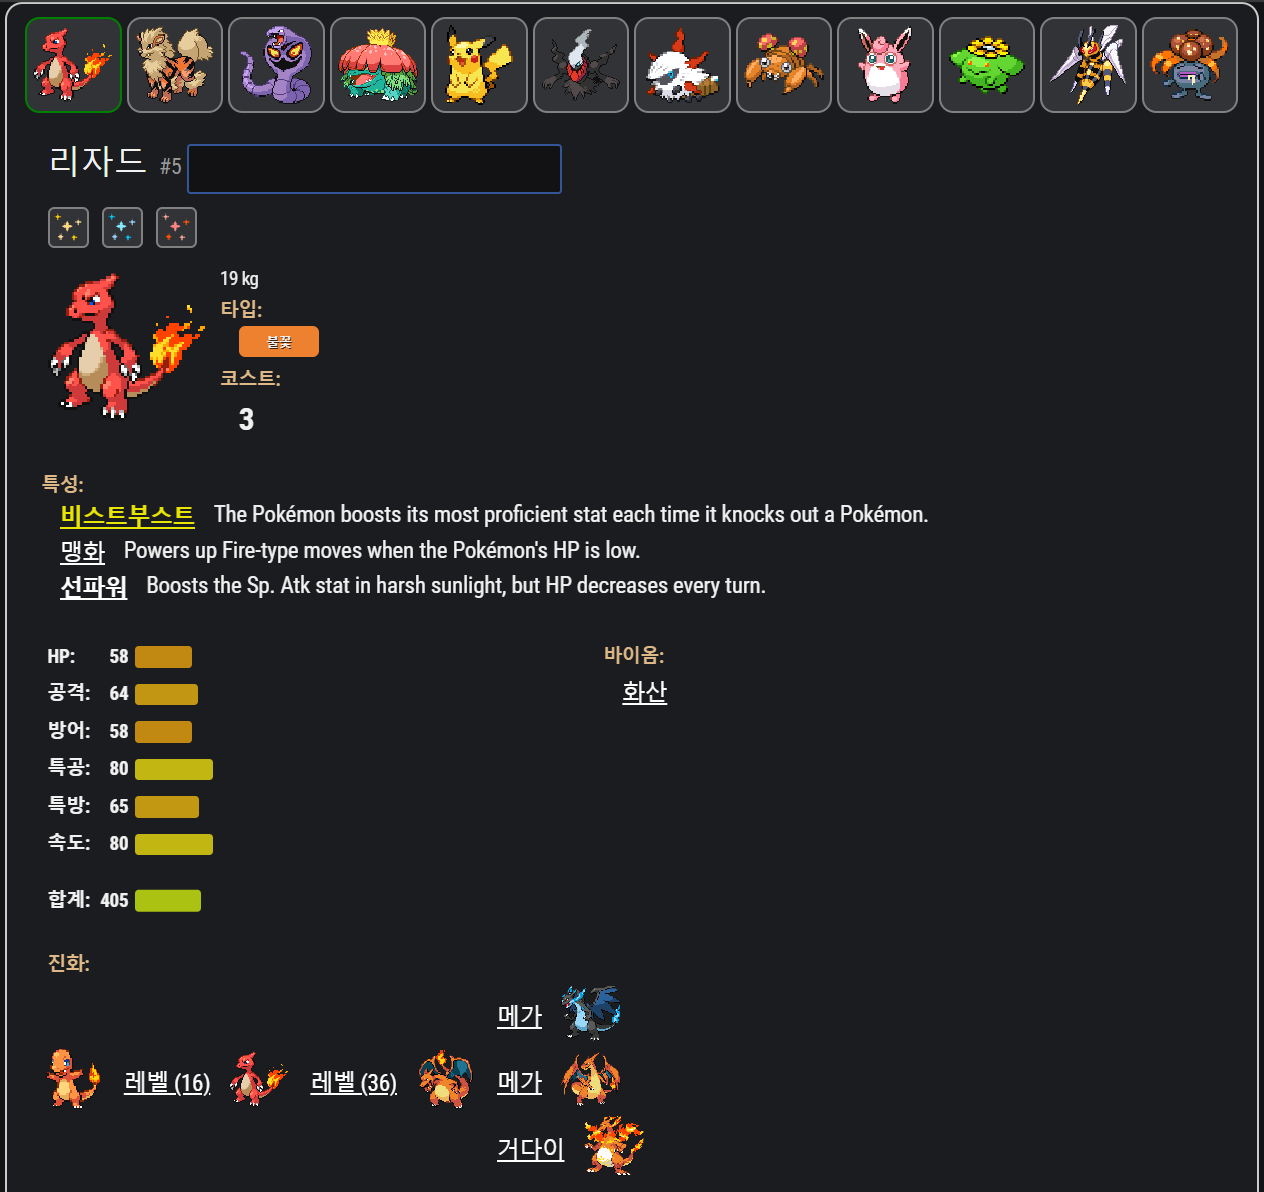 리자드 #5
19 kg
타입:
불꽃
코스트:
3
특성:
비스트부스트 The Pokémon boosts its most proficient stat each time it knocks out a Pokémon.
맹화 Powers up Fire-type moves when the Pokémon's HP is low.
선파워 Boosts the Sp. Atk stat in harsh sunlight, but HP decreases every turn.
HP: 58
공격: 64
방어: 58
특공: 80
특방: 65
속도: 80
합계: 405
바이옴:
화산
진화:
메가
레벨 (16) 레벨 (36) 메가
거다이